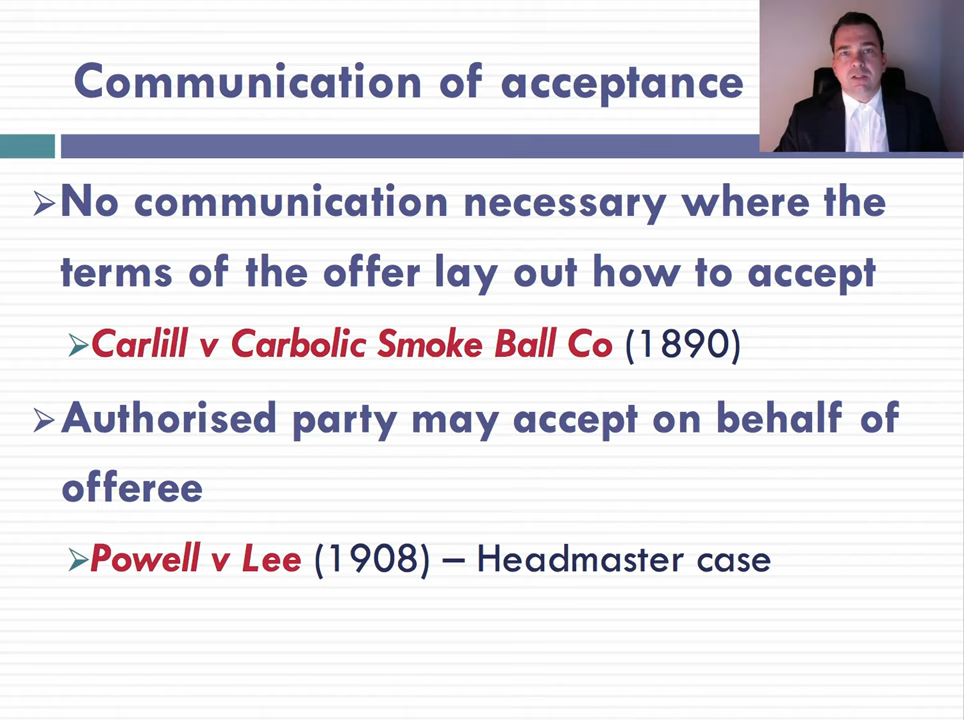 Communication of acceptance
No communication necessary where the
terms of the offer lay out how to accept
Carlill v Carbolic Smoke Ball Co (1890)
Authorised party may accept on behalf of
offeree
Powell v Lee (1908) – Headmaster case